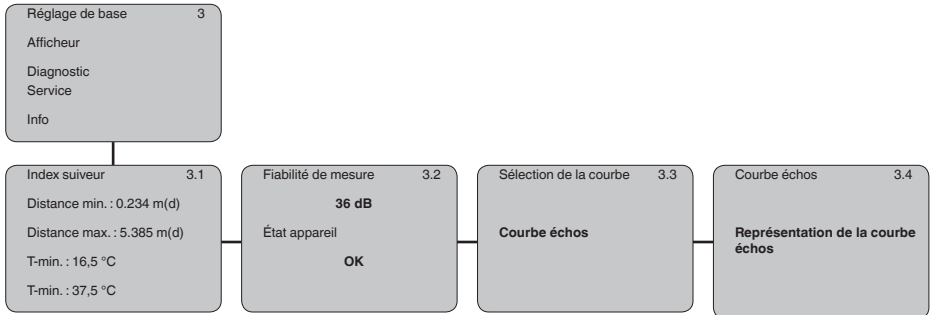 Réglage de base 3
Afficheur
Diagnostic
Service
Info
Index suiveur 3.1
Distance min. : 0.234 m(d)
Distance max. : 5.385 m(d)
T-min. : 16,5 °C
T-min. : 37,5 °C
Fiabilité de mesure 3.2
36 dB
État appareil
OK
Sélection de la courbe 3.3
Courbe échos
Courbe échos 3.4
Représentation de la courbe
échos